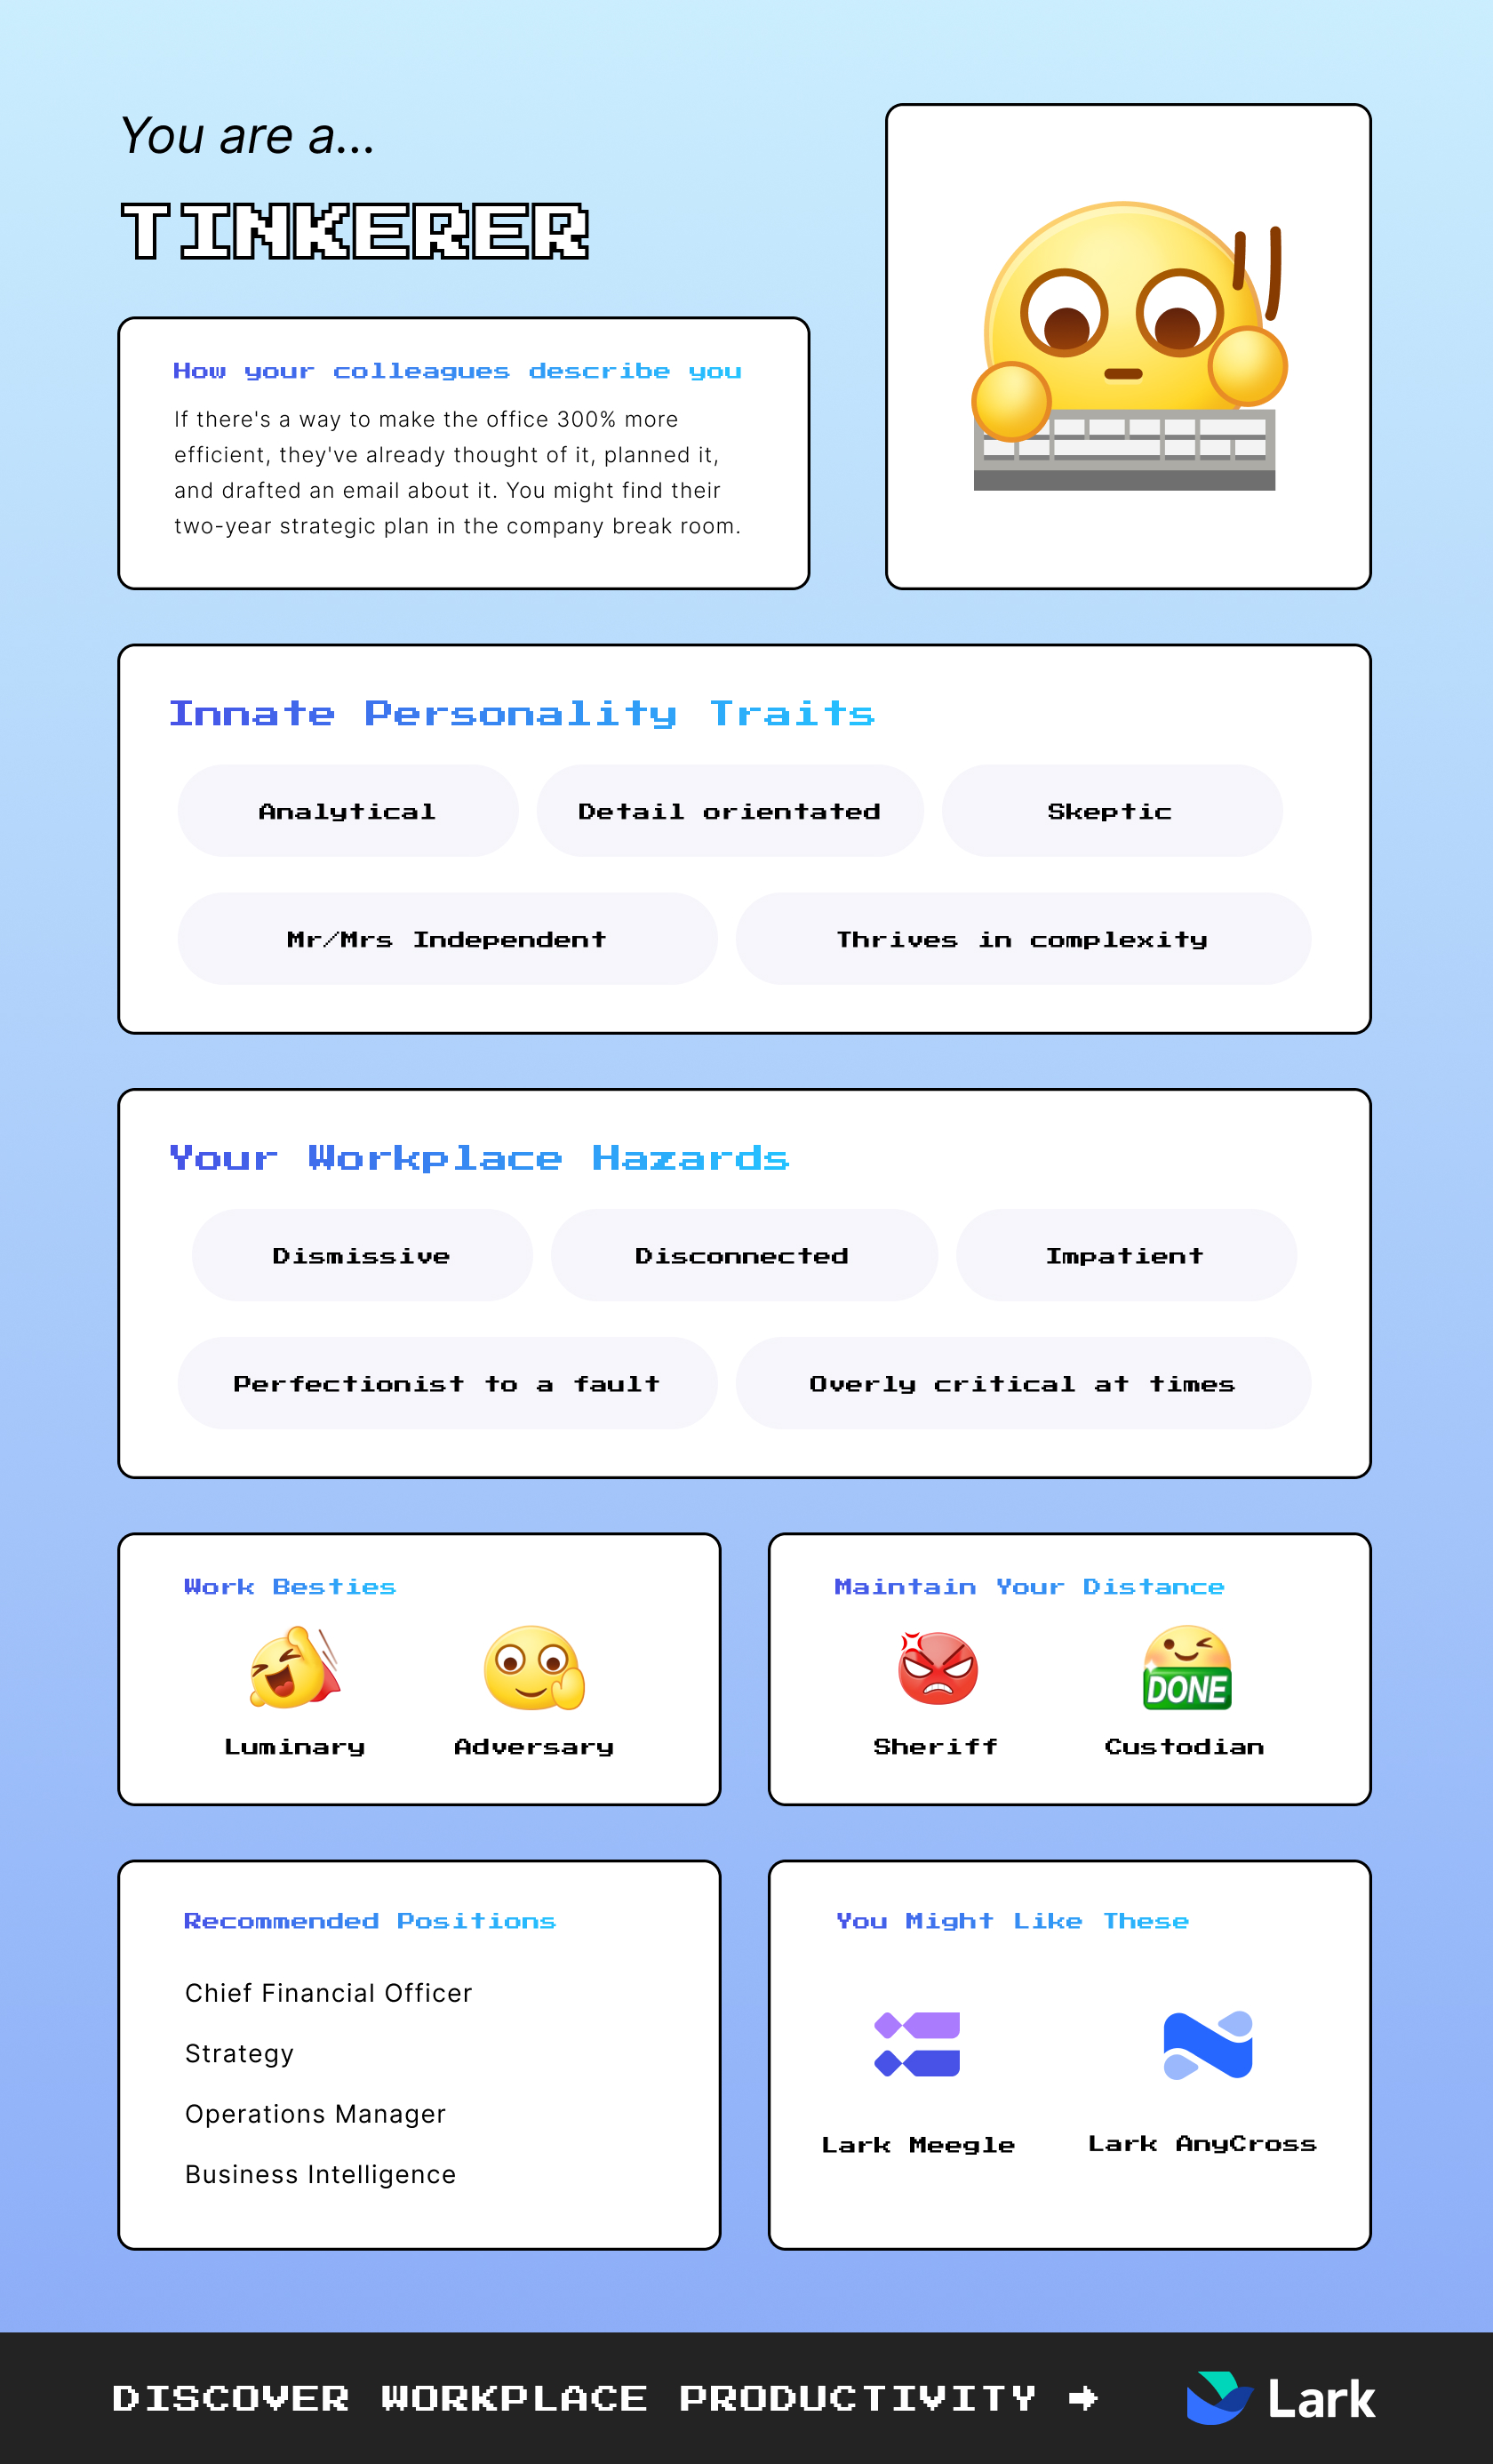 You are a...
TINKERER
How your colleagues describe you
If there's a way to make the office 300% more
efficient, they've already thought of it, planned it,
and drafted an email about it. You might find their
two-year strategic plan in the company break room.
Innate Personality Traits
Analytical
Detail orientated
Skeptic
Mr/Mrs Independent
Thrives in complexity
Your Workplace Hazards
Dismissive
Disconnected
Impatient
Perfectionist to a fault
Overly critical at times
Work Besties
Luminary
Adversary
Maintain Your Distance
DONE
Sheriff
Custodian
Recommended Positions
Chief Financial Officer
Strategy
Operations Manager
Business Intelligence
You Might Like These
Lark Meegle
Lark AnyCross
DISCOVER WORKPLACE PRODUCTIVITY →
Lark